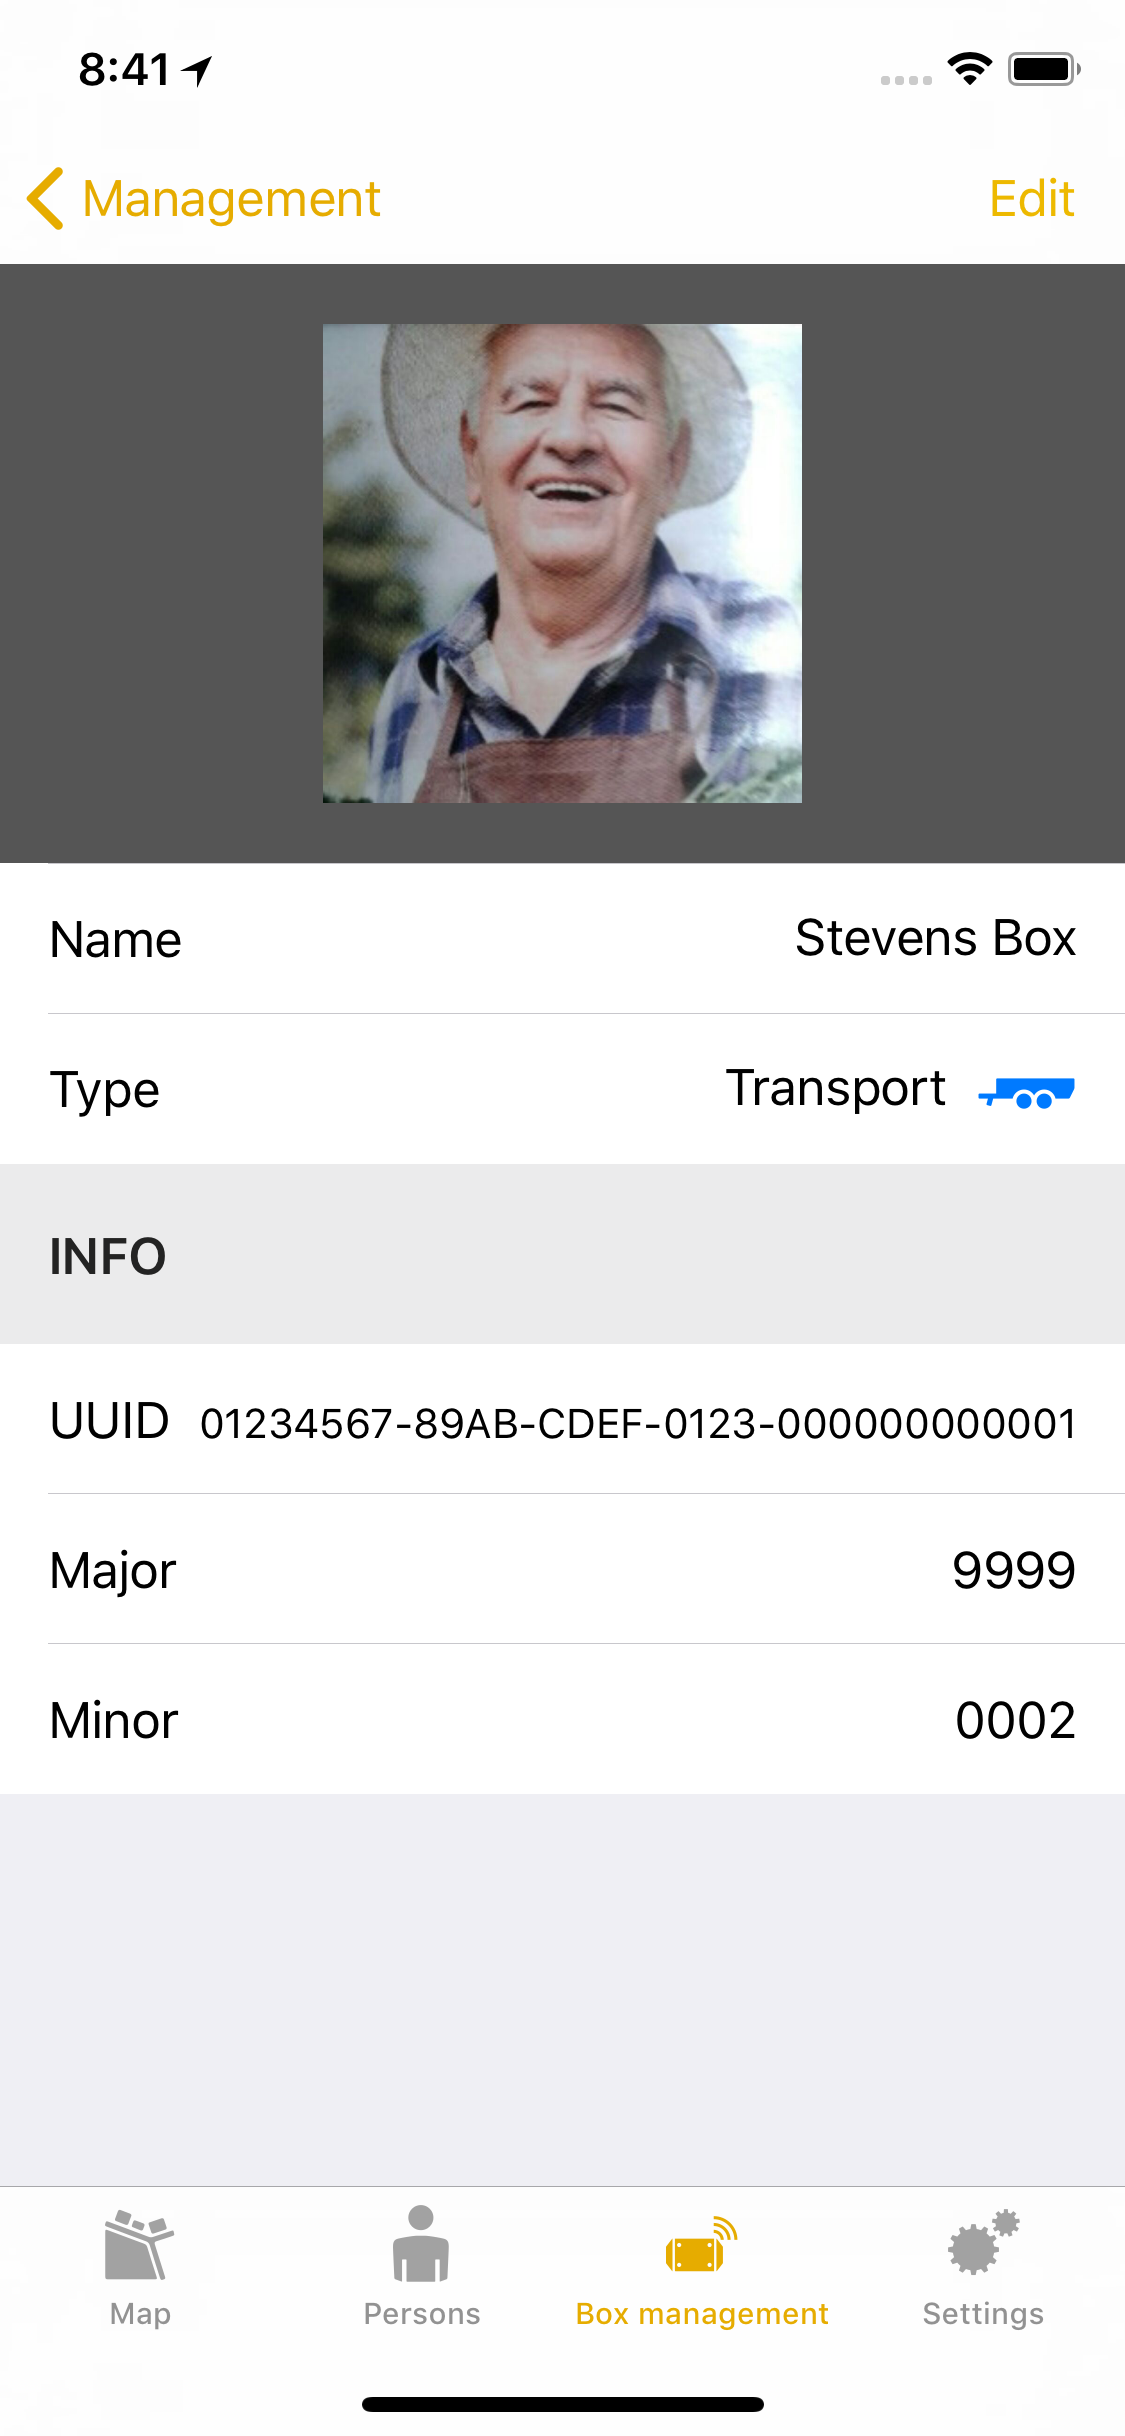 8:41
Management Edit
Name Stevens Box
Type Transport
INFO
UUID 01234567-89AB-CDEF-0123-000000000001
Major 9999
Minor 0002
Map Persons Box management Settings